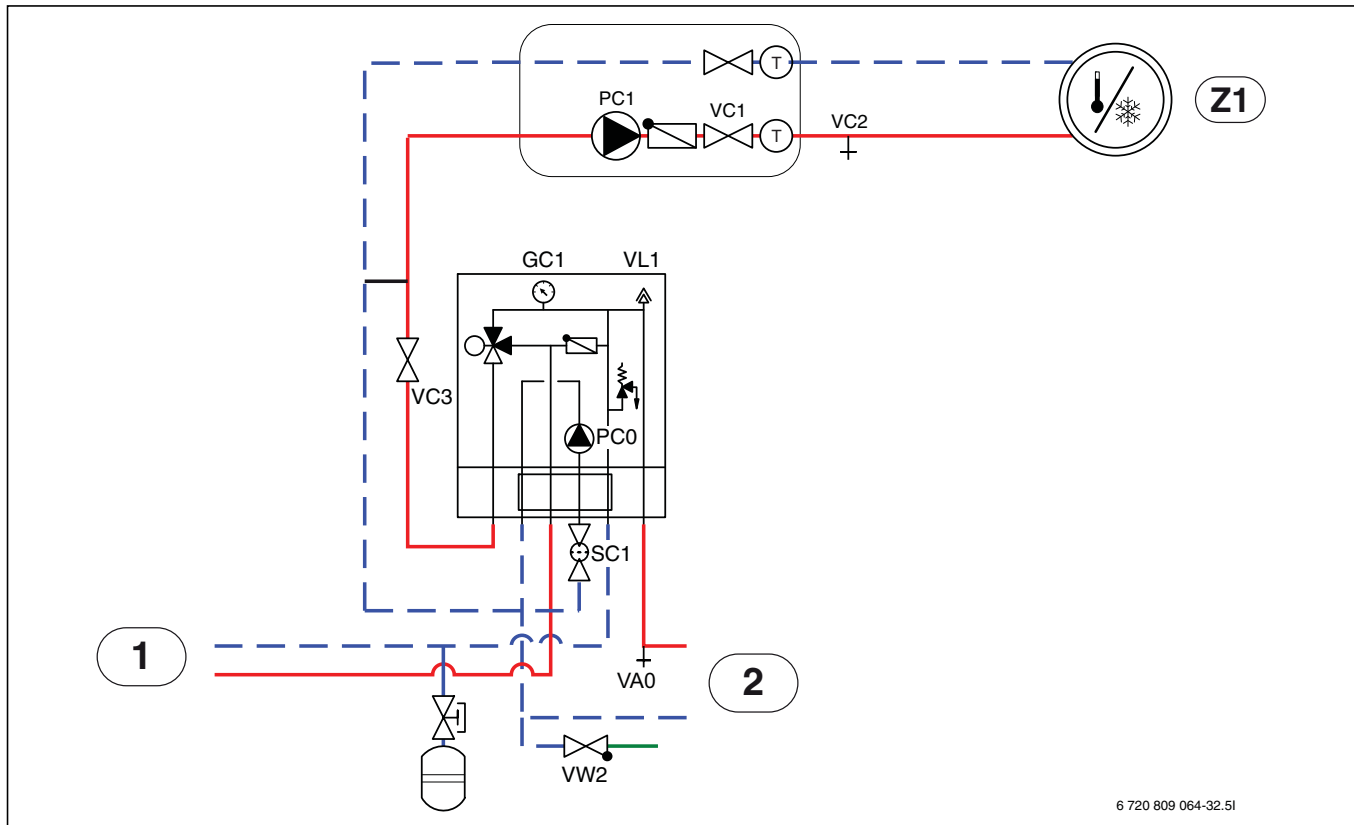 T
PC1
VC1
T
VC2
Z1
GC1
VL1
VC3
PC0
SC1
1
VA0
2
VW2
6 720 809 064-32.5I